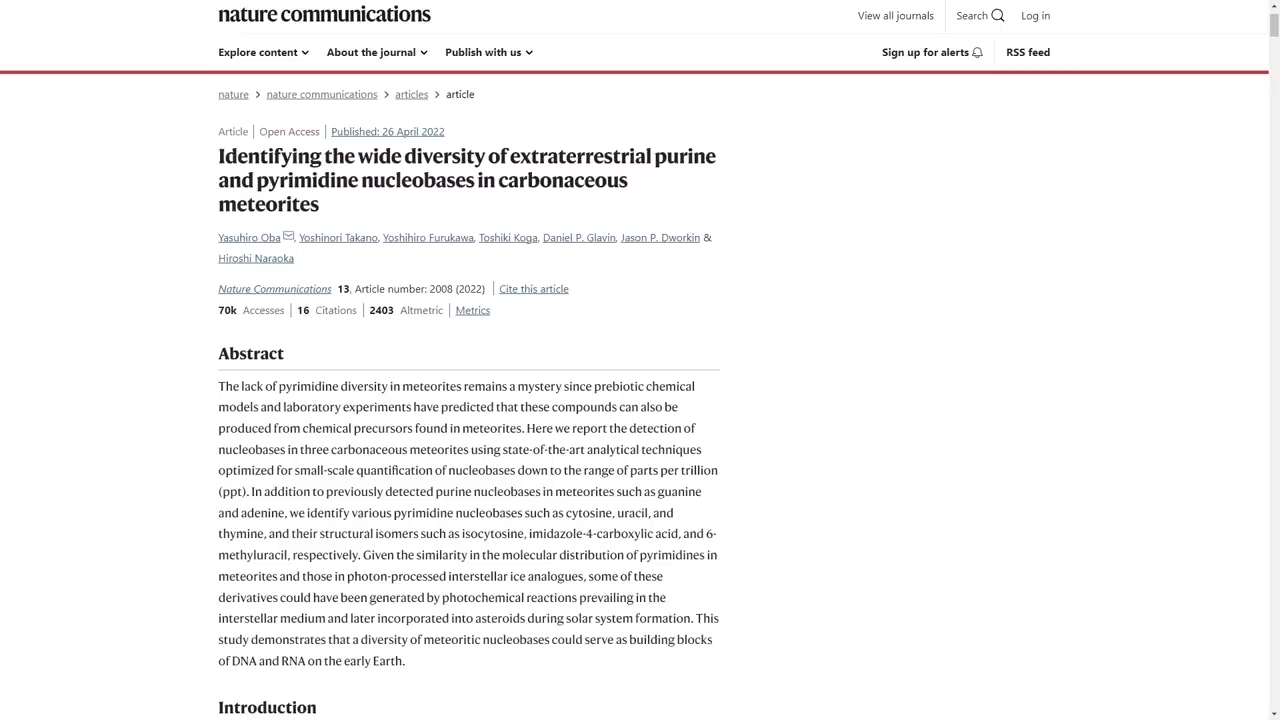 nature communications
View all journals Search Log in
Explore content About the journal Publish with us Sign up for alerts RSS feed
nature > nature communications > articles > article
Article | Open Access | Published: 26 April 2022
Identifying the wide diversity of extraterrestrial purine
and pyrimidine nucleobases in carbonaceous
meteorites
Yasuhiro Oba, Yoshinori Takano, Yoshihiro Furukawa, Toshiki Koga, Daniel P. Glavin, Jason P. Dworkin &
Hiroshi Naraoka
Nature Communications 13, Article number: 2008 (2022) | Cite this article
70k Accesses | 16 Citations | 2403 Altmetric | Metrics
Abstract
The lack of pyrimidine diversity in meteorites remains a mystery since prebiotic chemical
models and laboratory experiments have predicted that these compounds can also be
produced from chemical precursors found in meteorites. Here we report the detection of
nucleobases in three carbonaceous meteorites using state-of-the-art analytical techniques
optimized for small-scale quantification of nucleobases down to the range of parts per trillion
(ppt). In addition to previously detected purine nucleobases in meteorites such as guanine
and adenine, we identify various pyrimidine nucleobases such as cytosine, uracil, and
thymine, and their structural isomers such as isocytosine, imidazole-4-carboxylic acid, and 6-
methyluracil, respectively. Given the similarity in the molecular distribution of pyrimidines in
meteorites and those in photon-processed interstellar ice analogues, some of these
derivatives could have been generated by photochemical reactions prevailing in the
interstellar medium and later incorporated into asteroids during solar system formation. This
study demonstrates that a diversity of meteoritic nucleobases could serve as building blocks
of DNA and RNA on the early Earth.
Introduction